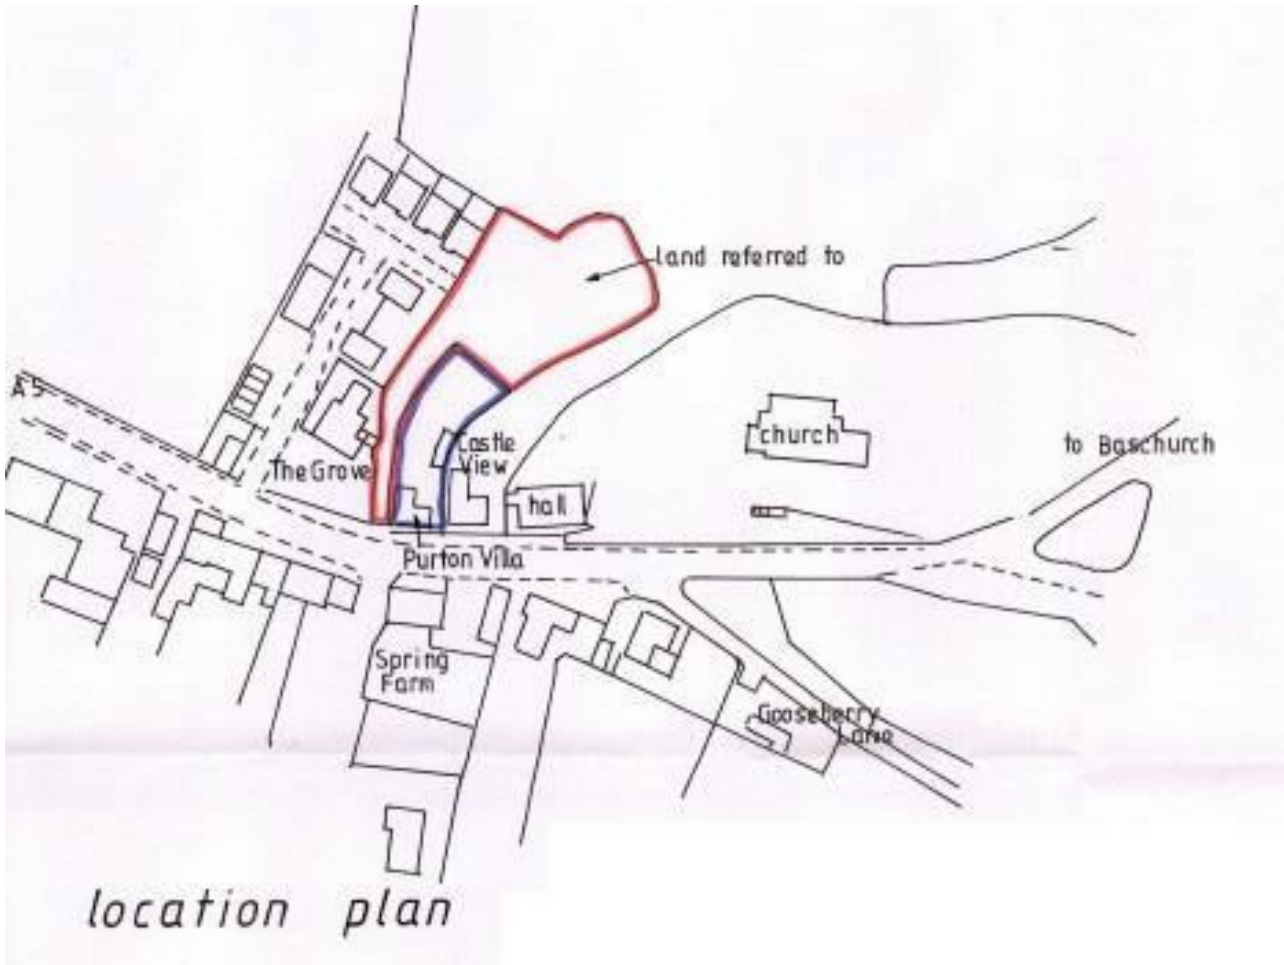 land referred to
A5
church
to Baschurch
Castle
View
The Grove
hall
Purton Villa
Spring
Farm
Gooseberry
Lane
location plan